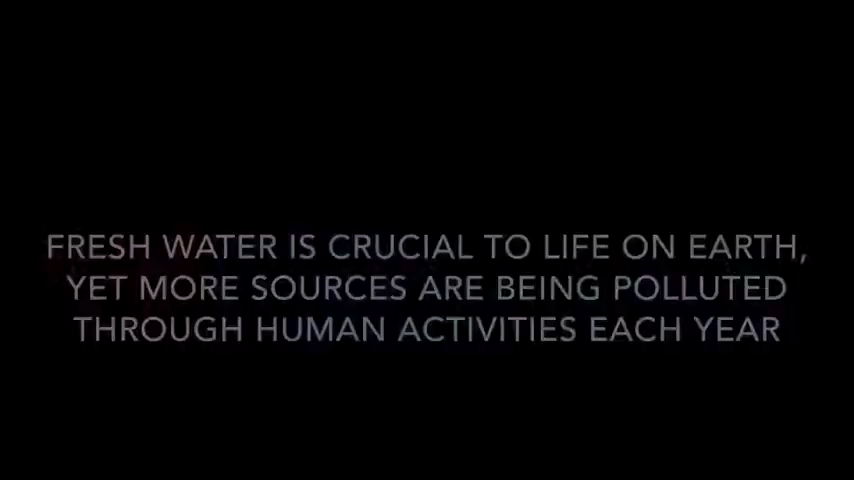 FRESH WATER IS CRUCIAL TO LIFE ON EARTH,
YET MORE SOURCES ARE BEING POLLUTED
THROUGH HUMAN ACTIVITIES EACH YEAR